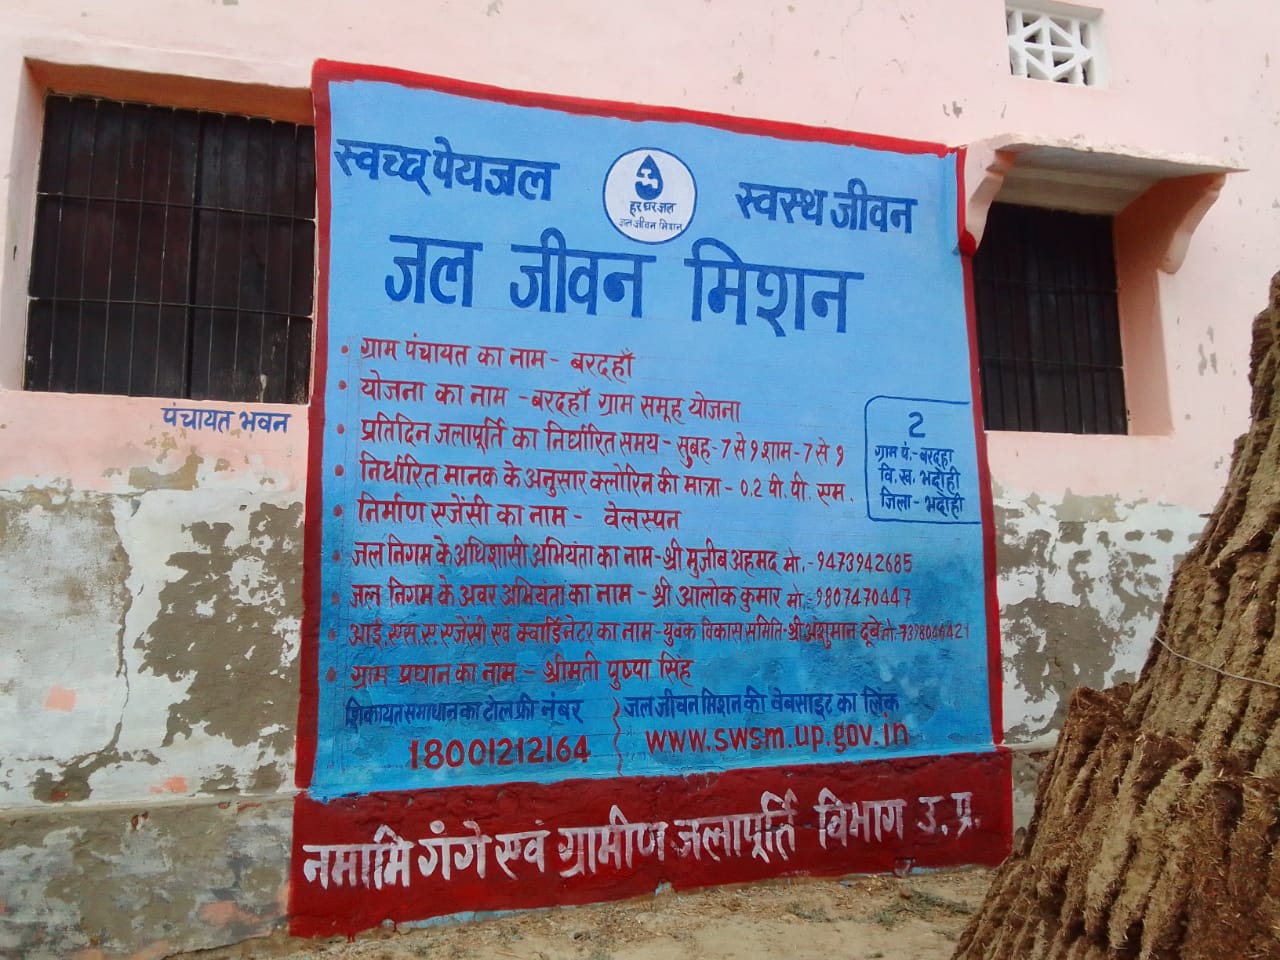 स्वच्छ पेयजल
हर घर जल
जल जीवन मिशन
स्वस्थ जीवन
जल जीवन मिशन
• ग्राम पंचायत का नाम - बरदहाँ
• योजना का नाम - बरदहाँ ग्राम समूह योजना
• प्रतिदिन जलापूर्ति का निर्धारित समय - सुबह - 7 से 9 शाम - 7 से 9
• निर्धारित मानक के अनुसार क्लोरिन की मात्रा - 0.2 पी. पी. एम.
• निर्माण एजेंसी का नाम - वेलस्पन
• जल निगम के अधिशासी अभियंता का नाम - श्री मुजीब अहमद मो. - 9473942685
• जल निगम के अवर अभियंता का नाम - श्री आलोक कुमार मो. - 9807470447
• आई. एस. ए. एजेंसी एवं क्वार्डिनेटर का नाम - युवक विकास समिति - श्री अंशुमान दूबे मो. -
• ग्राम प्रधान का नाम - श्रीमती पुष्पा सिंह
शिकायत समाधान का टोल फ्री नंबर
18001212164
जल जीवन मिशन की वेबसाइट का लिंक
www.swsm.up.gov.in
2
ग्राम पं. - बरदहा
वि. ख. भदोही
जिला - भदोही
नमामि गंगे एवं ग्रामीण जलापूर्ति विभाग उ. प्र.
पंचायत भवन